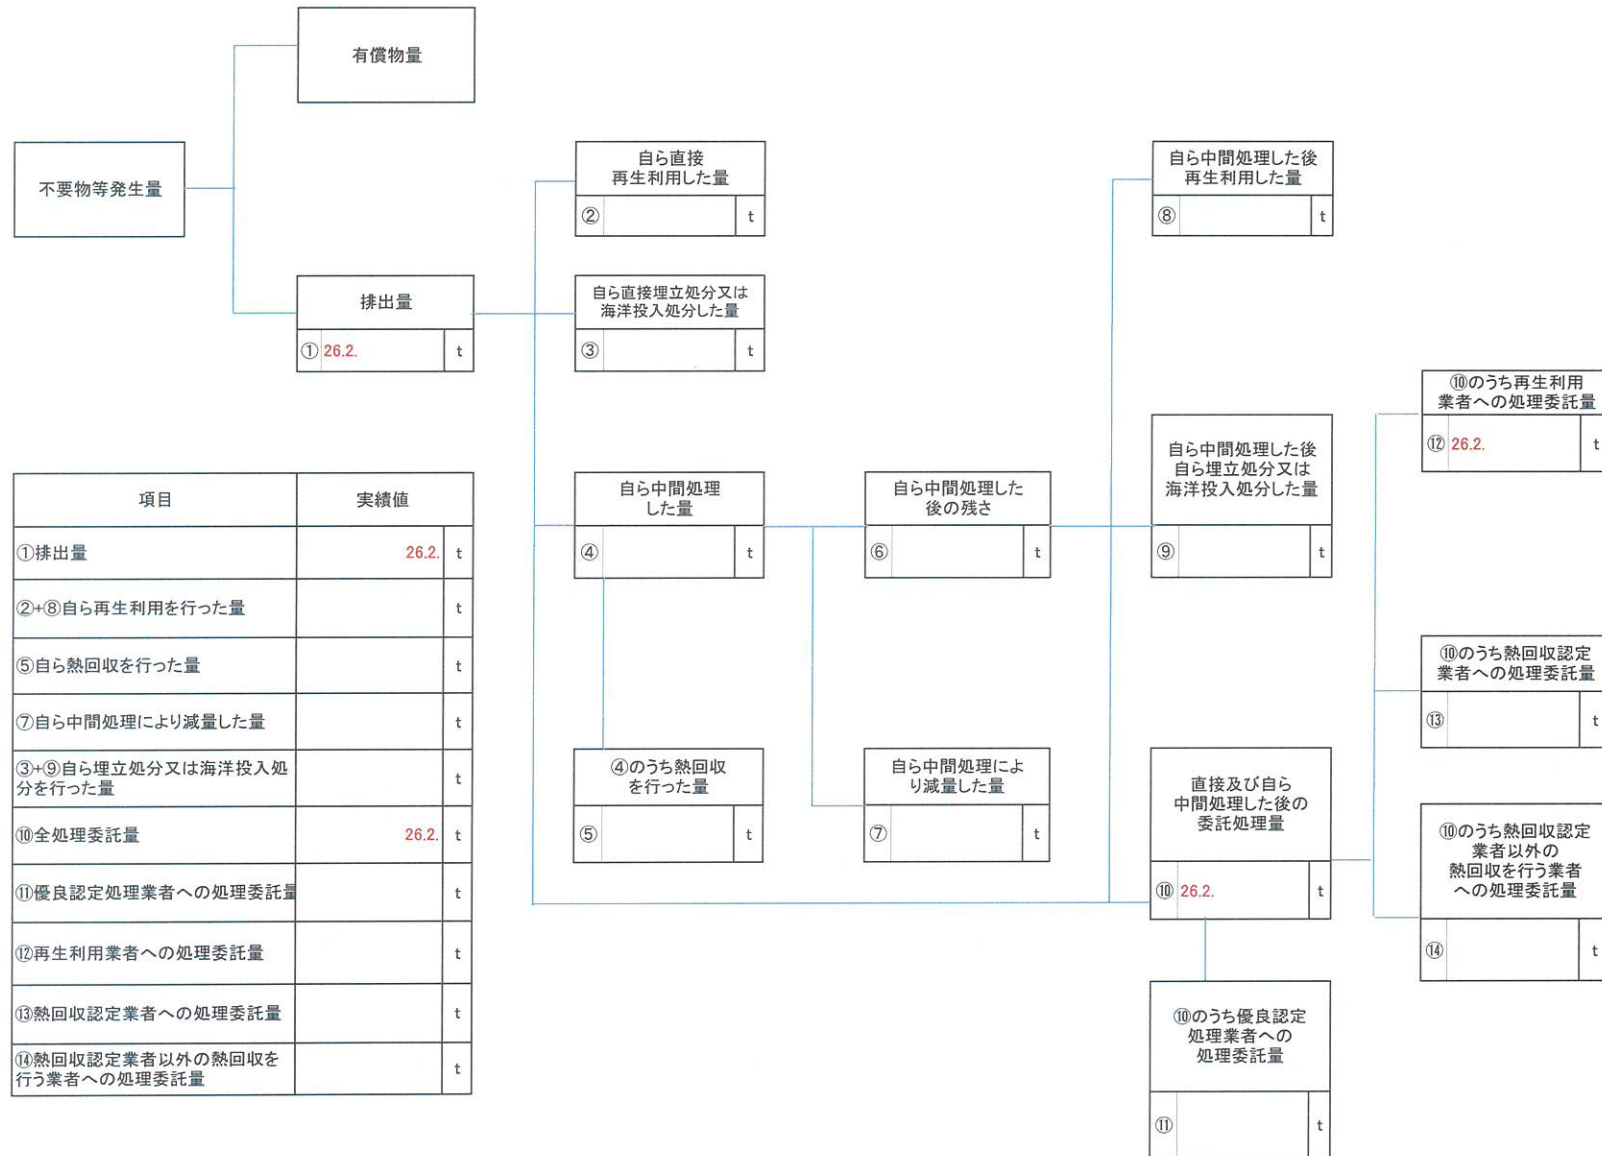 有償物量
不要物等発生量
排出量
① 26.2. t
自ら直接
再生利用した量
② t
自ら直接埋立処分又は
海洋投入処分した量
③ t
自ら中間処理
した量
④ t
④のうち熱回収
を行った量
⑤ t
自ら中間処理した
後の残さ
⑥ t
自ら中間処理によ
り減量した量
⑦ t
自ら中間処理した後
再生利用した量
⑧ t
自ら中間処理した後
自ら埋立処分又は
海洋投入処分した量
⑨ t
直接及び自ら
中間処理した後の
委託処理量
⑩ 26.2. t
⑩のうち優良認定
処理業者への
処理委託量
⑪ t
⑩のうち再生利用
業者への処理委託量
⑫ 26.2. t
⑩のうち熱回収認定
業者への処理委託量
⑬ t
⑩のうち熱回収認定
業者以外の
熱回収を行う業者
への処理委託量
⑭ t
項目 実績値
①排出量 26.2. t
②+⑧自ら再生利用を行った量 t
⑤自ら熱回収を行った量 t
⑦自ら中間処理により減量した量 t
③+⑨自ら埋立処分又は海洋投入処
分を行った量 t
⑩全処理委託量 26.2. t
⑪優良認定処理業者への処理委託量 t
⑫再生利用業者への処理委託量 t
⑬熱回収認定業者への処理委託量 t
⑭熱回収認定業者以外の熱回収を
行う業者への処理委託量 t